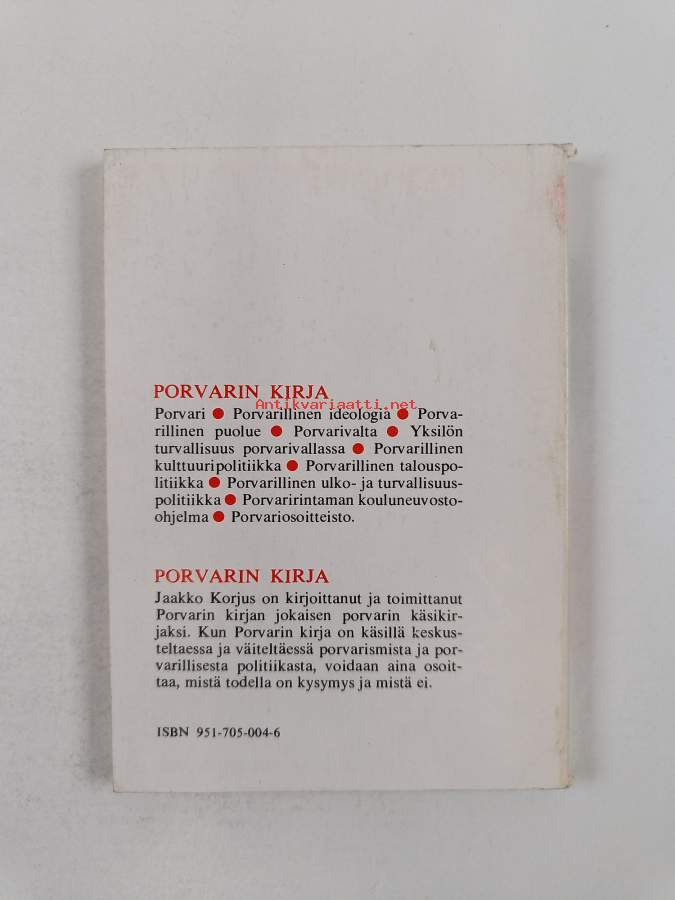 PORVARIN KIRJA
Antikvariaatti.net
Porvari ● Porvarillinen ideologia ● Porva-
rillinen puolue ● Porvarivalta ● Yksilön
turvallisuus porvarivallassa ● Porvarillinen
kulttuuripolitiikka ● Porvarillinen talouspo-
litiikka ● Porvarillinen ulko- ja turvallisuus-
politiikka ● Porvaririntaman kouluneuvosto-
ohjelma ● Porvariosoitteisto.
PORVARIN KIRJA
Jaakko Korjus on kirjoittanut ja toimittanut
Porvarin kirjan jokaisen porvarin käsikir-
jaksi. Kun Porvarin kirja on käsillä keskus-
teltaessa ja väiteltäessä porvarismista ja por-
varillisesta politiikasta, voidaan aina osoit-
taa, mistä todella on kysymys ja mistä ei.
ISBN 951-705-004-6